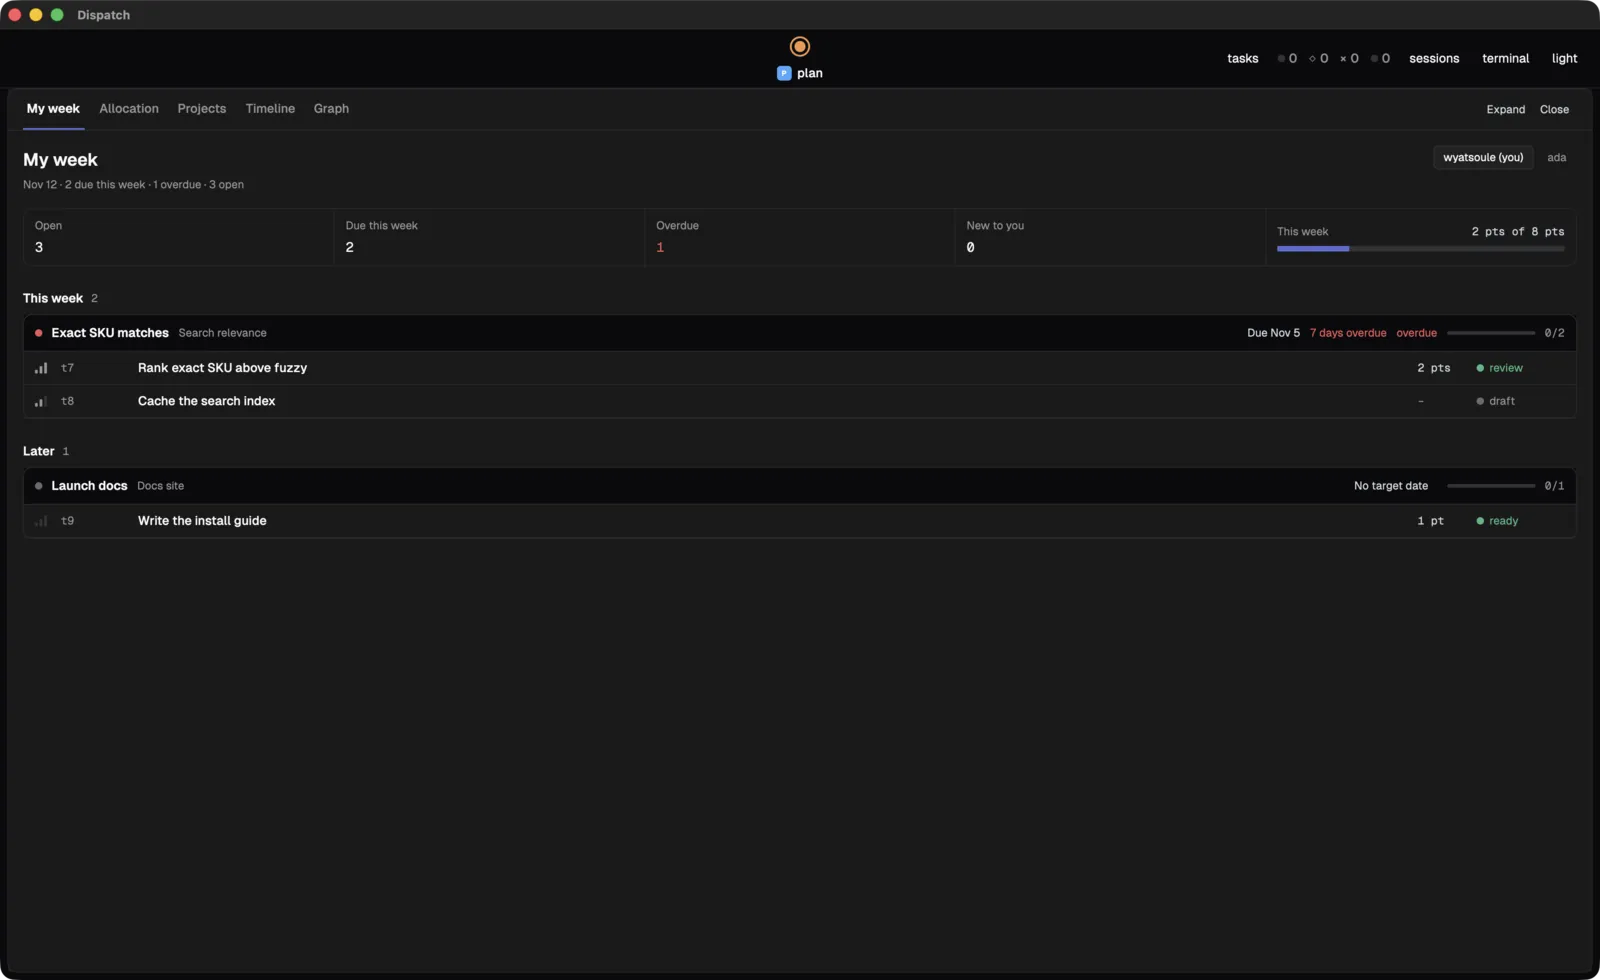 Dispatch
P plan
tasks 0 ◇ 0 × 0 0 sessions terminal light
My week Allocation Projects Timeline Graph Expand Close
My week
wyatsoule (you) ada
Nov 12 · 2 due this week · 1 overdue · 3 open
Open Due this week Overdue New to you This week 2 pts of 8 pts
3 2 1 0
This week 2
Exact SKU matches Search relevance Due Nov 5 7 days overdue overdue 0/2
t7 Rank exact SKU above fuzzy 2 pts review
t8 Cache the search index - draft
Later 1
Launch docs Docs site No target date 0/1
t9 Write the install guide 1 pt ready